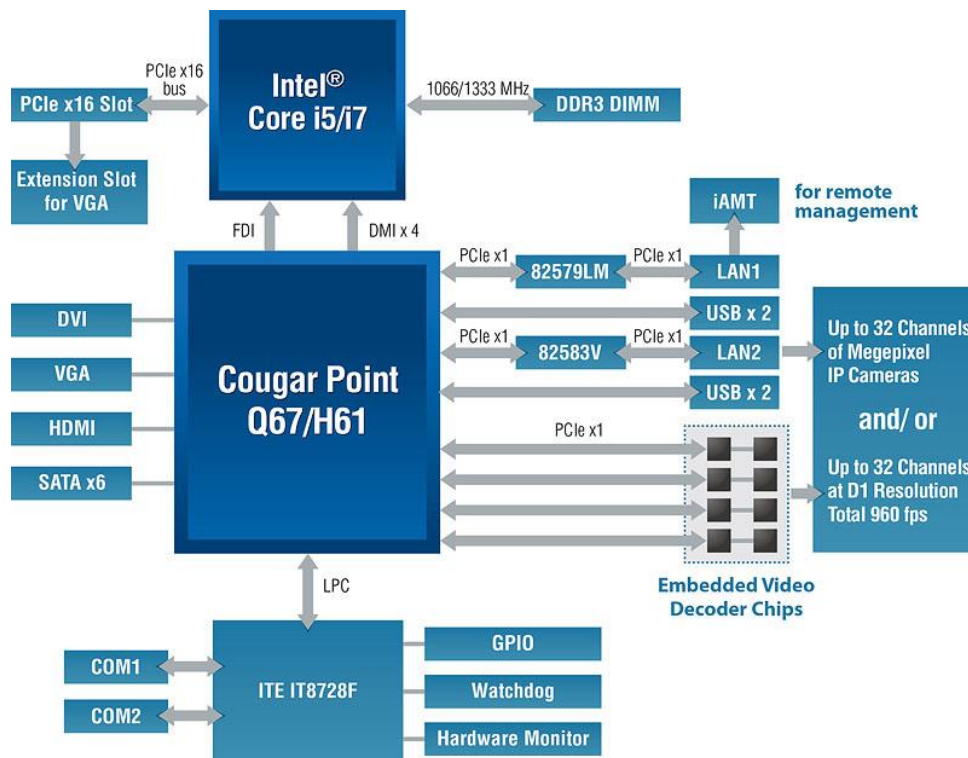 Intel®
Core i5/i7
PCIe x16
bus
PCIe x16 Slot
1066/1333 MHz
DDR3 DIMM
Extension Slot
for VGA
iAMT
for remote
management
FDI
DMI x 4
PCIe x1
82579LM
PCIe x1
LAN1
USB x 2
PCIe x1
82583V
PCIe x1
LAN2
USB x 2
DVI
VGA
HDMI
SATA x6
Cougar Point
Q67/H61
PCIe x1
Up to 32 Channels
of Megepixel
IP Cameras
and/ or
Up to 32 Channels
at D1 Resolution
Total 960 fps
Embedded Video
Decoder Chips
LPC
COM1
COM2
ITE IT8728F
GPIO
Watchdog
Hardware Monitor